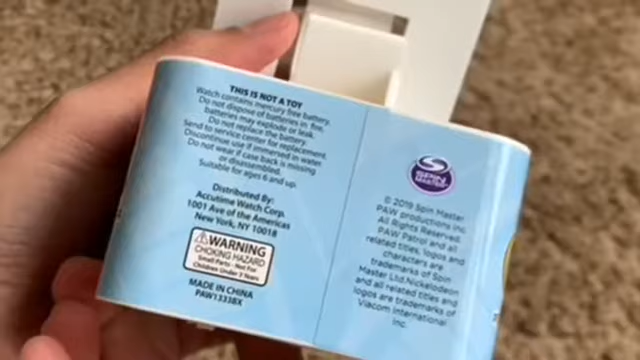 THIS IS NOT A TOY
Watch contains mercury free battery.
Do not dispose of batteries in fire,
batteries may explode or leak.
Do not replace the battery.
Send to service center for replacement.
Discontinue use if immersed in water
Do not wear if case back is missing
or disassembled.
Suitable for ages 6 and up.
Distributed By:
Accutime Watch Corp.
1001 Ave of the Americas
New York, NY 10018
WARNING
CHOKING HAZARD
Small Parts - Not For
Children Under 3 Years
MADE IN CHINA
PAW1333BX
SPIN
MASTER
© 2019 Spin Master
PAW productions Inc.
All Rights Reserved.
PAW Patrol and all
related titles, logos and
characters are
trademarks of Spin
Master Ltd. Nickelodeon
and all related titles and
logos are trademarks of
Viacom International
Inc.